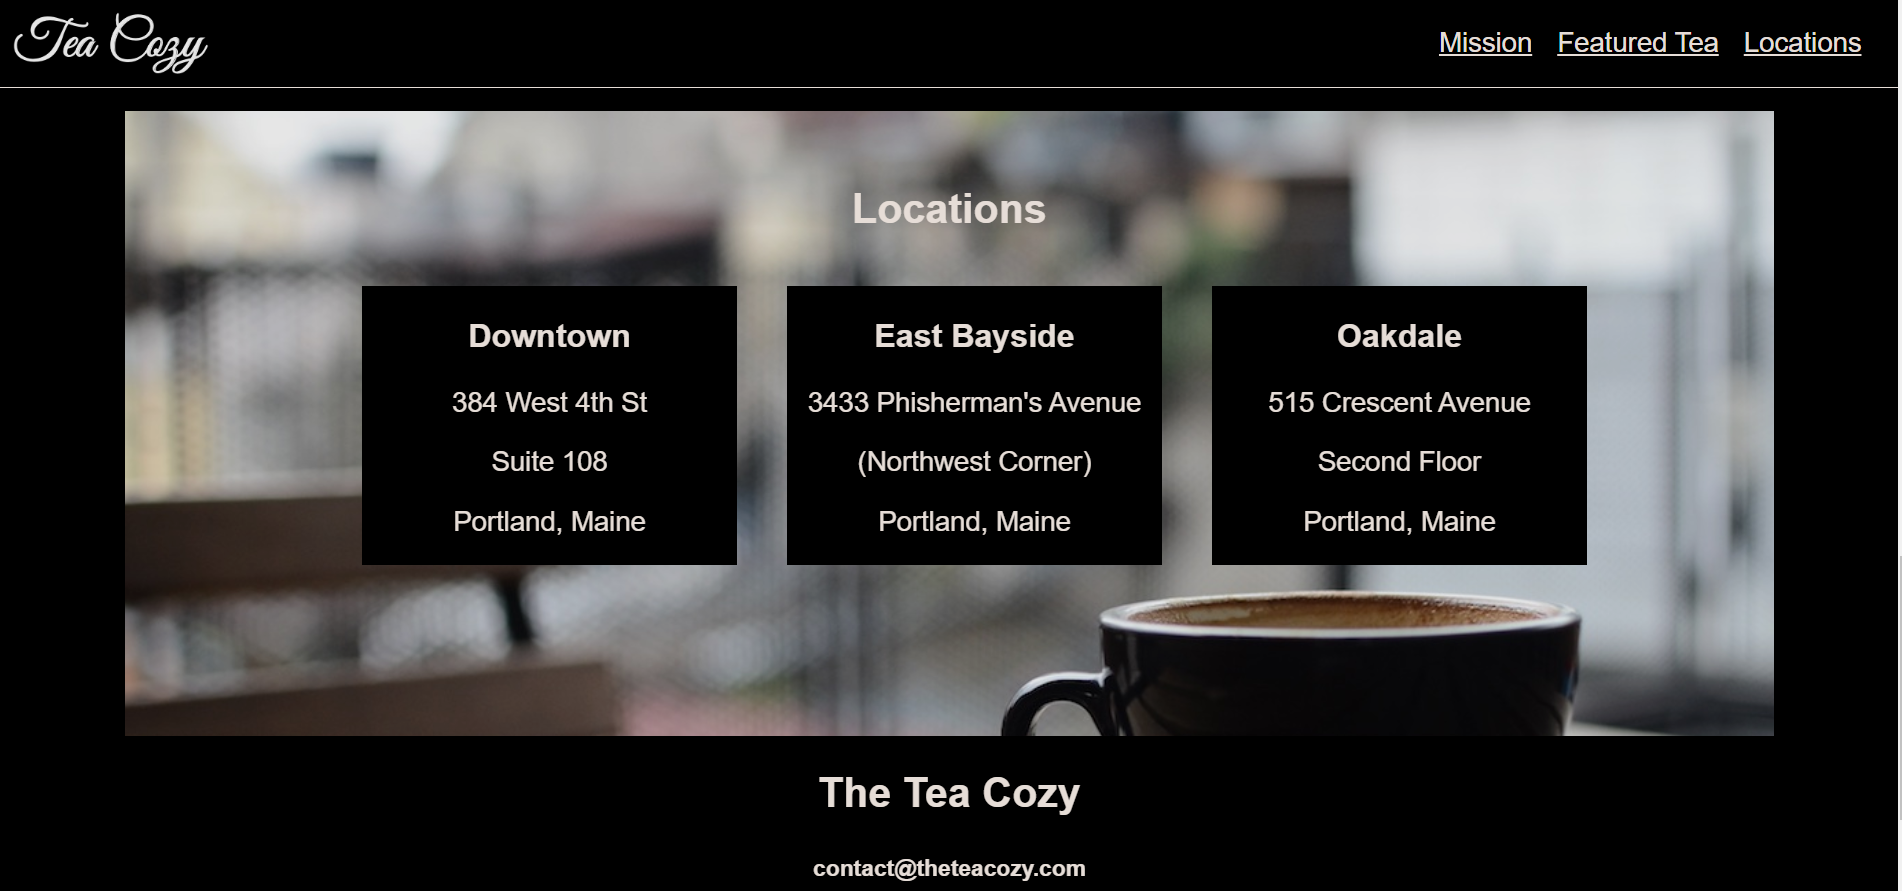 Tea Cozy
Mission Featured Tea Locations
Locations
Downtown
384 West 4th St
Suite 108
Portland, Maine
East Bayside
3433 Phisherman's Avenue
(Northwest Corner)
Portland, Maine
Oakdale
515 Crescent Avenue
Second Floor
Portland, Maine
The Tea Cozy
contact@theteacozy.com